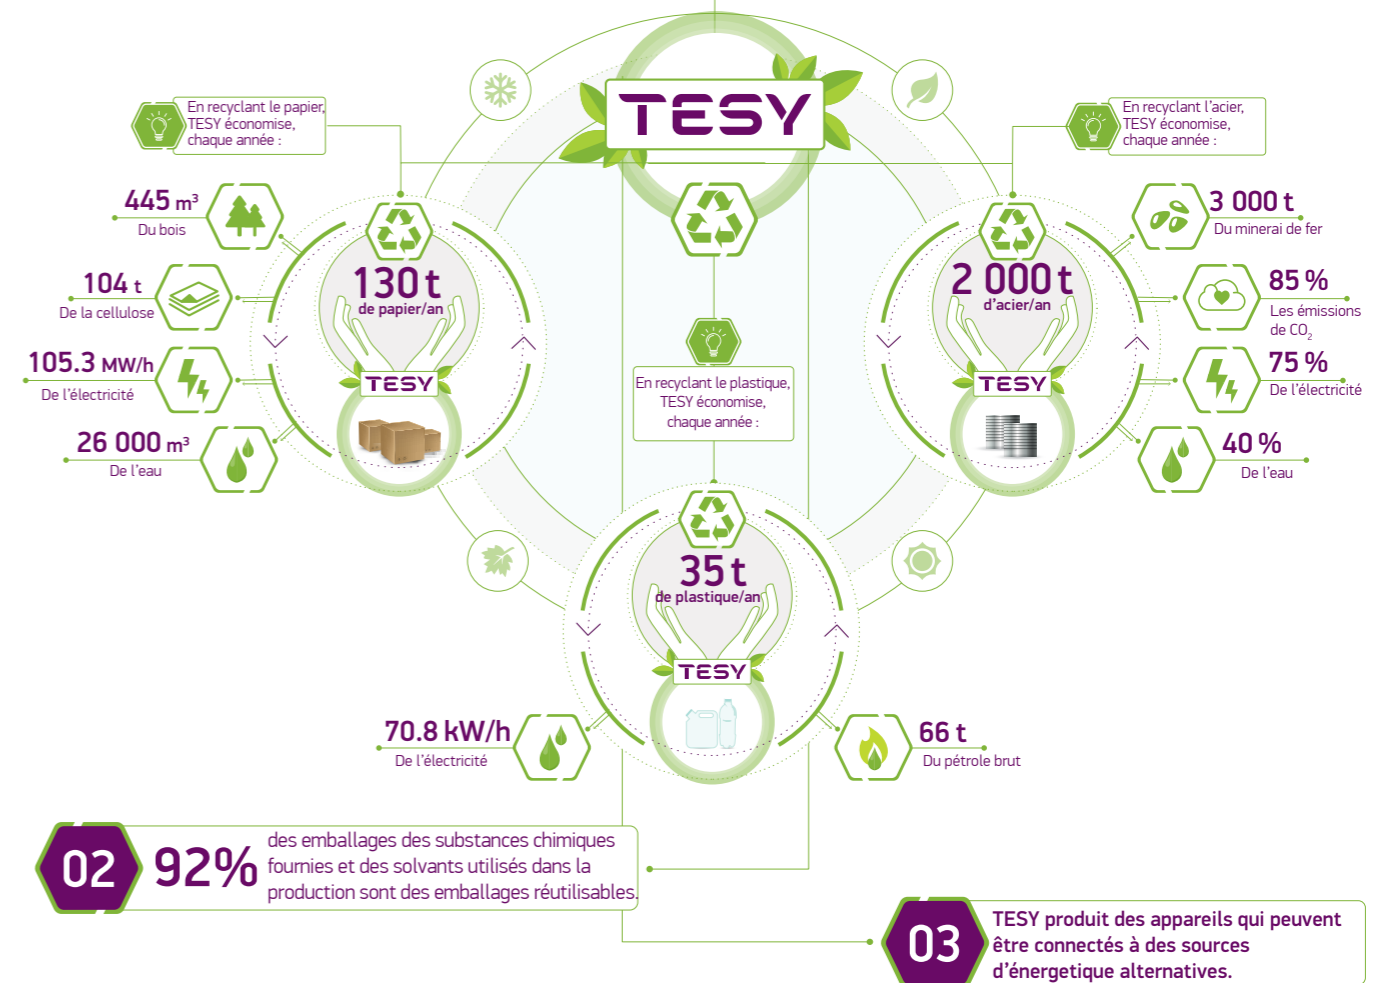 TESY
En recyclant le papier,
TESY économise,
chaque année :
445 m³
Du bois
104 t
De la cellulose
105.3 MW/h
De l'électricité
26 000 m³
De l'eau
130 t
de papier/an
TESY
En recyclant l'acier,
TESY économise,
chaque année :
2 000 t
d'acier/an
TESY
3 000 t
Du minerai de fer
85 %
Les émissions
de CO₂
75 %
De l'électricité
40 %
De l'eau
En recyclant le plastique,
TESY économise,
chaque année :
35 t
de plastique/an
TESY
70.8 kW/h
De l'électricité
66 t
Du pétrole brut
02
92%
des emballages des substances chimiques
fournies et des solvants utilisés dans la
production sont des emballages réutilisables.
03
TESY produit des appareils qui peuvent
être connectés à des sources
d'énergetique alternatives.